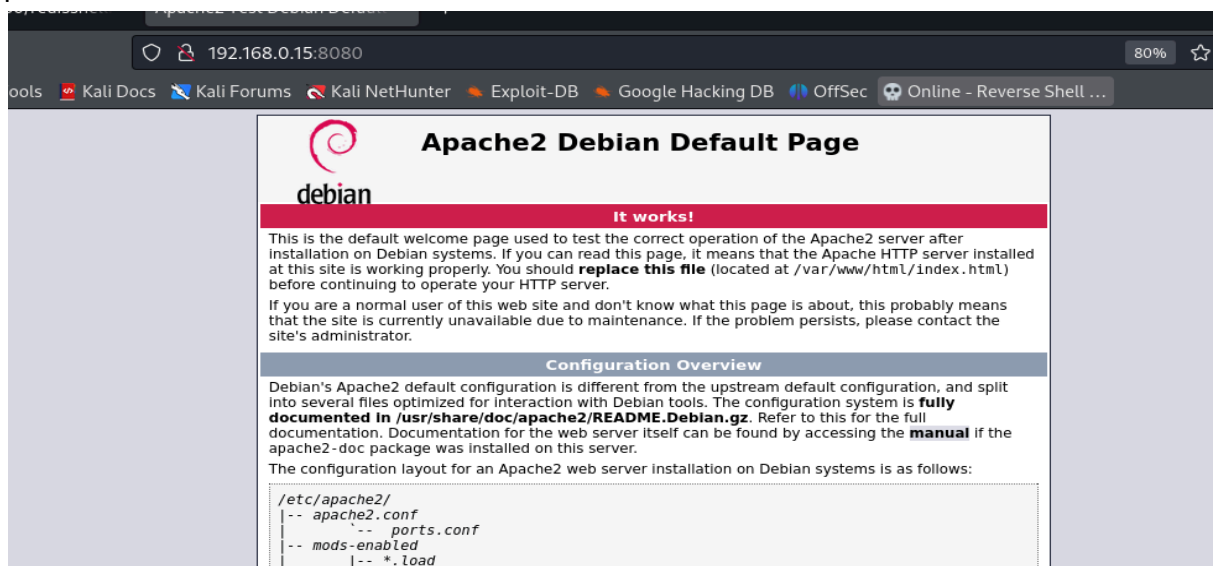 192.168.0.15:8080
80%
ools Kali Docs Kali Forums Kali NetHunter Exploit-DB Google Hacking DB OffSec Online - Reverse Shell ...
debian
Apache2 Debian Default Page
It works!
This is the default welcome page used to test the correct operation of the Apache2 server after
installation on Debian systems. If you can read this page, it means that the Apache HTTP server installed
at this site is working properly. You should replace this file (located at /var/www/html/index.html)
before continuing to operate your HTTP server.
If you are a normal user of this web site and don't know what this page is about, this probably means
that the site is currently unavailable due to maintenance. If the problem persists, please contact the
site's administrator.
Configuration Overview
Debian's Apache2 default configuration is different from the upstream default configuration, and split
into several files optimized for interaction with Debian tools. The configuration system is fully
documented in /usr/share/doc/apache2/README.Debian.gz. Refer to this for the full
documentation. Documentation for the web server itself can be found by accessing the manual if the
apache2-doc package was installed on this server.
The configuration layout for an Apache2 web server installation on Debian systems is as follows:
/etc/apache2/
|-- apache2.conf
|       `--  ports.conf
|-- mods-enabled
|       |-- *.load